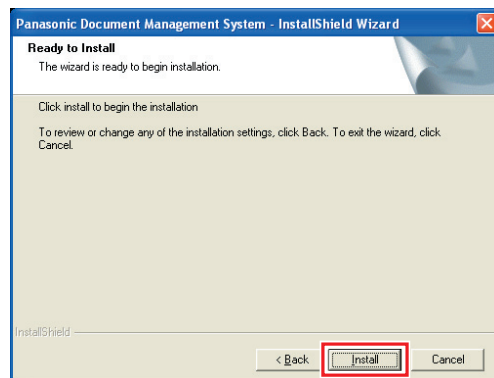 Panasonic Document Management System - InstallShield Wizard
Ready to Install
The wizard is ready to begin installation.
Click install to begin the installation
To review or change any of the installation settings, click Back. To exit the wizard, click
Cancel.
InstallShield
< Back
Install
Cancel